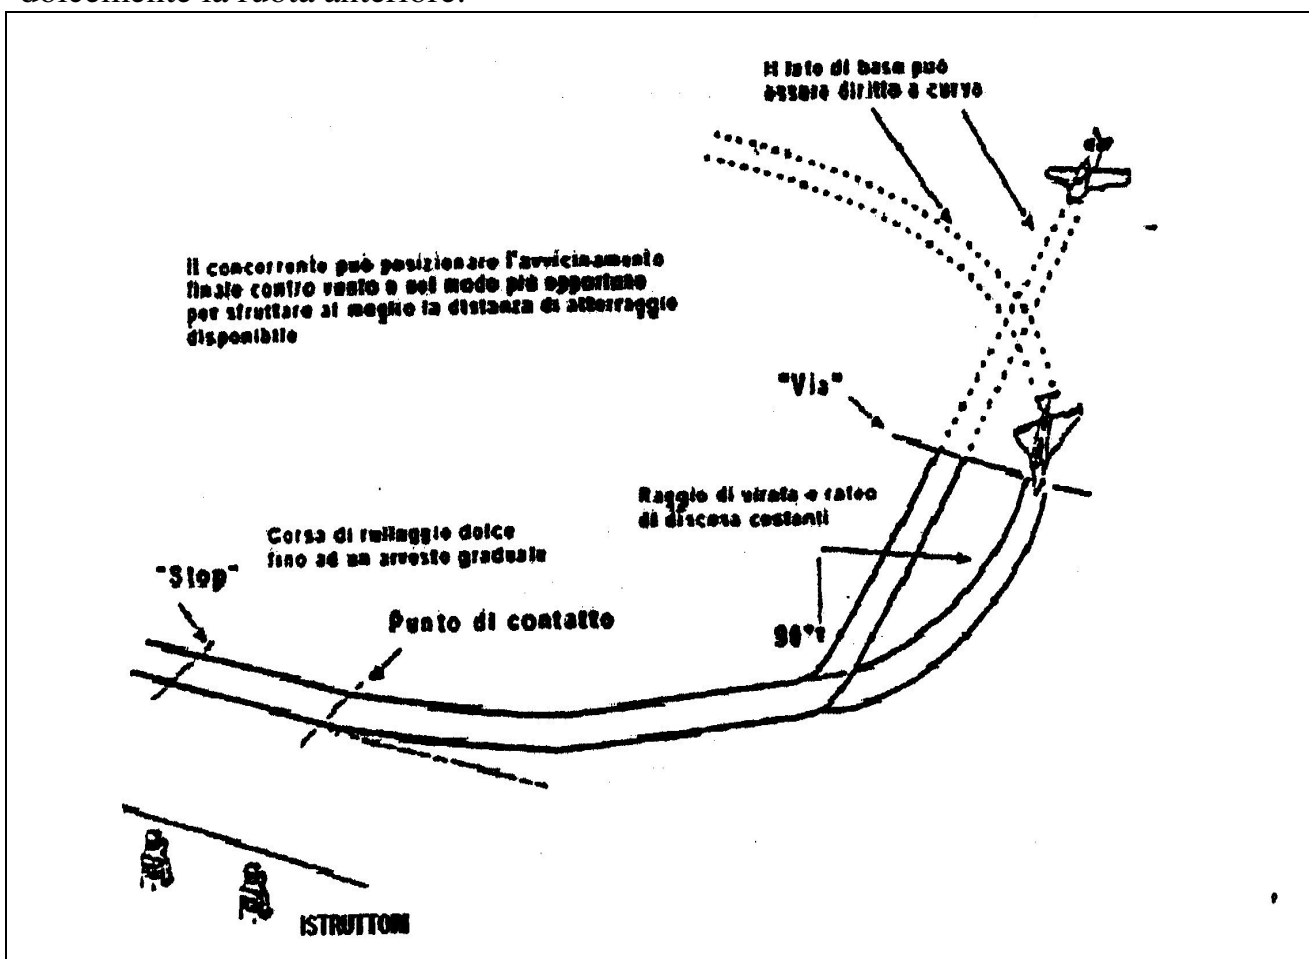 dolcemente la ruota anteriore.
Il lato di base può
essere diritto o curvo
Il concorrente può posizionare l'avvicinamento
finale contro vento o nel modo più opportuno
per sfruttare al meglio la distanza di atterraggio
disponibile
"Via"
Raggio di virata e rateo
di discesa costanti
Corsa di rullaggio dolce
fino ad un arresto graduale
"Stop"
Punto di contatto
ISTRUTTORI